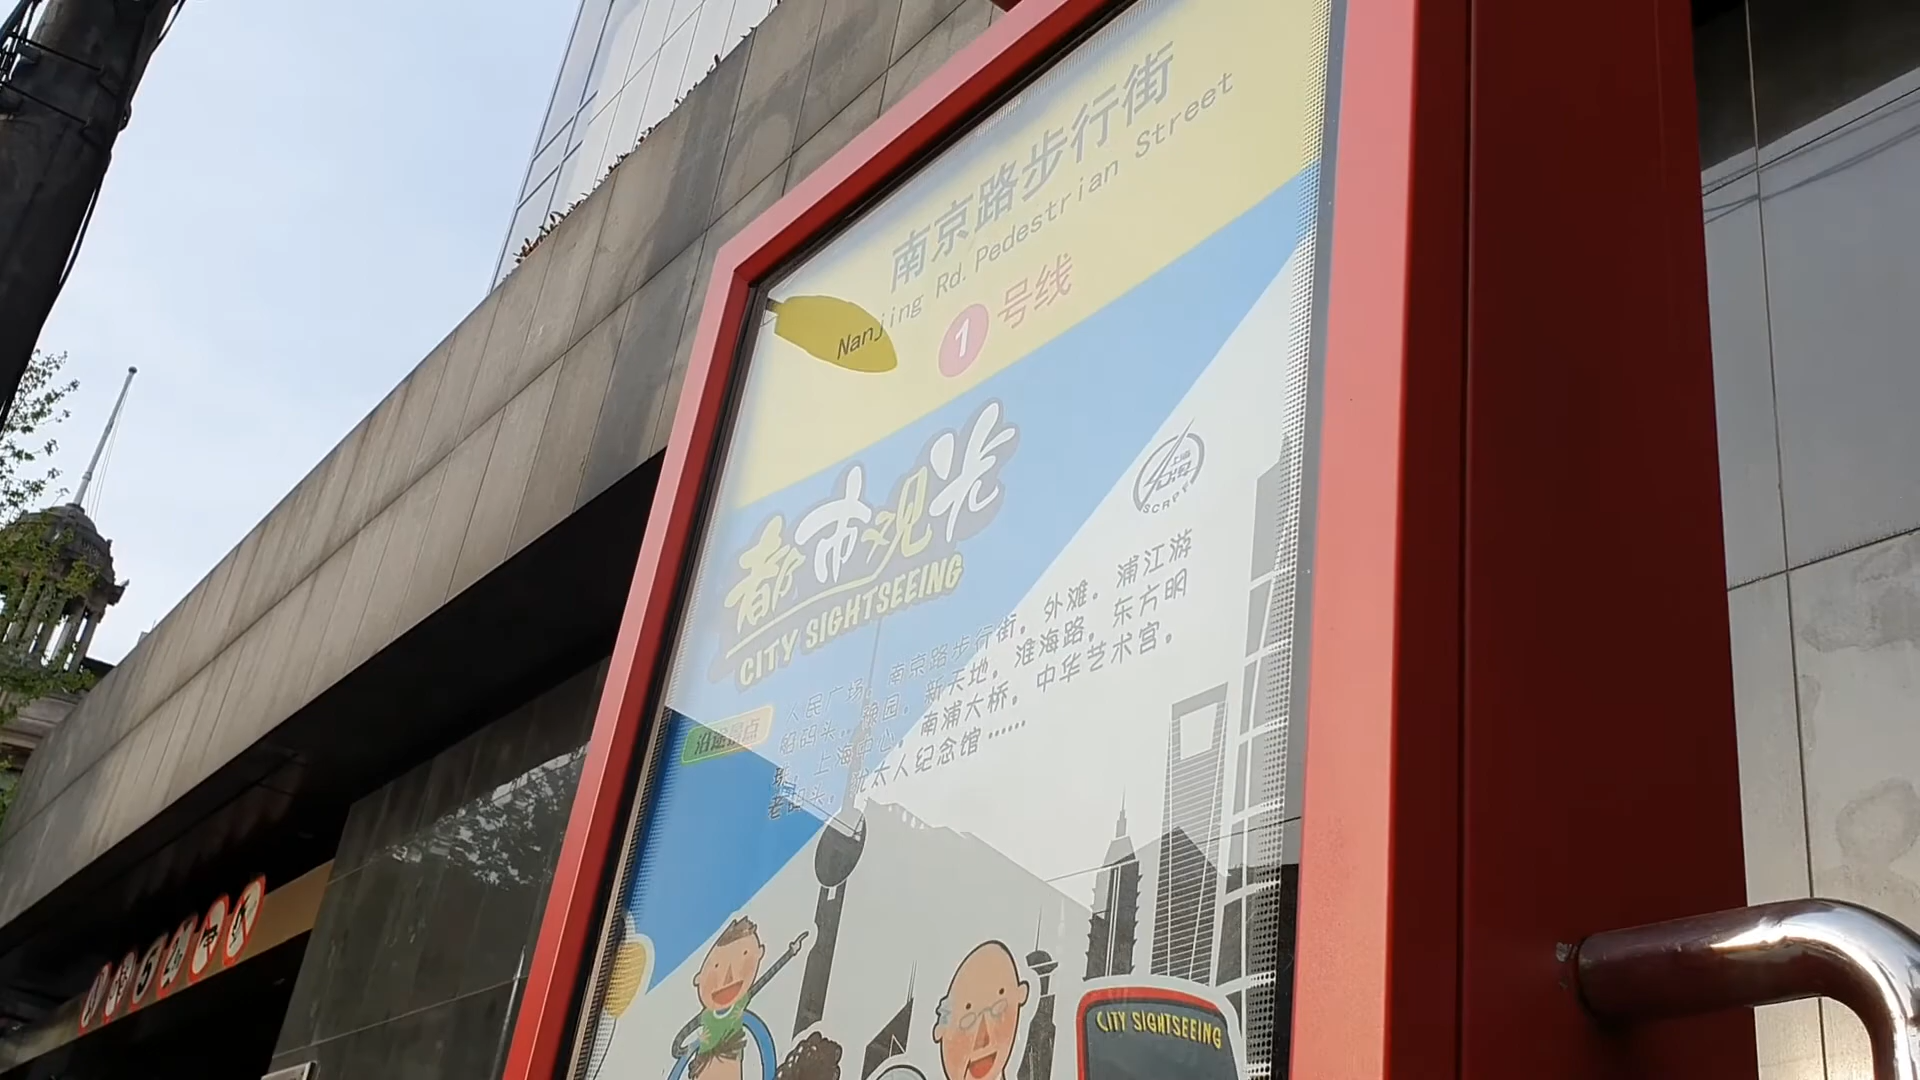 南京路步行街
Nanjing Rd. Pedestrian Street
1号线
都市观光
CITY SIGHTSEEING
上海
SCRPT
沿途景点
人民广场。南京路步行街。外滩。浦江游
船码头。豫园。新天地。淮海路。东方明
珠。上海中心。南浦大桥。中华艺术宫。
老码头。犹太人纪念馆……
CITY SIGHTSEEING
5